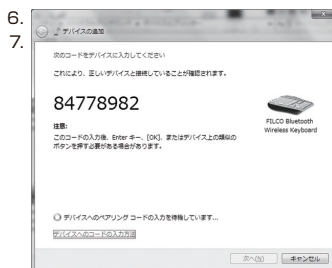 6.
7.
デバイスの追加
次のコードをデバイスに入力してください
これにより、正しいデバイスと接続していることが確認されます。
84778982
FILCO Bluetooth
Wireless Keyboard
注意:
このコードの入力後、Enter キー、[OK]、またはデバイス上の類似の
ボタンを押す必要がある場合があります。
デバイスへのペアリング コードの入力を待機しています...
デバイスへのコードの入力方法
次へ(N)
キャンセル